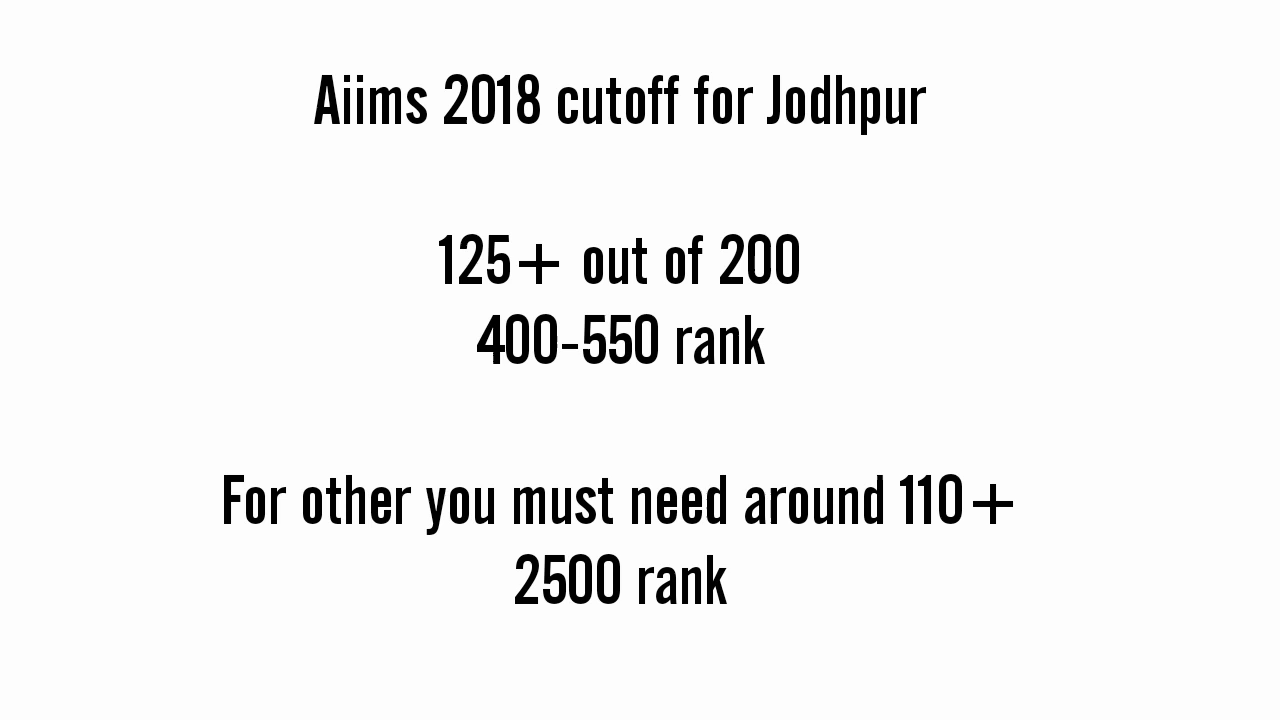 Aiims 2018 cutoff for Jodhpur
125+ out of 200
400-550 rank
For other you must need around 110+
2500 rank